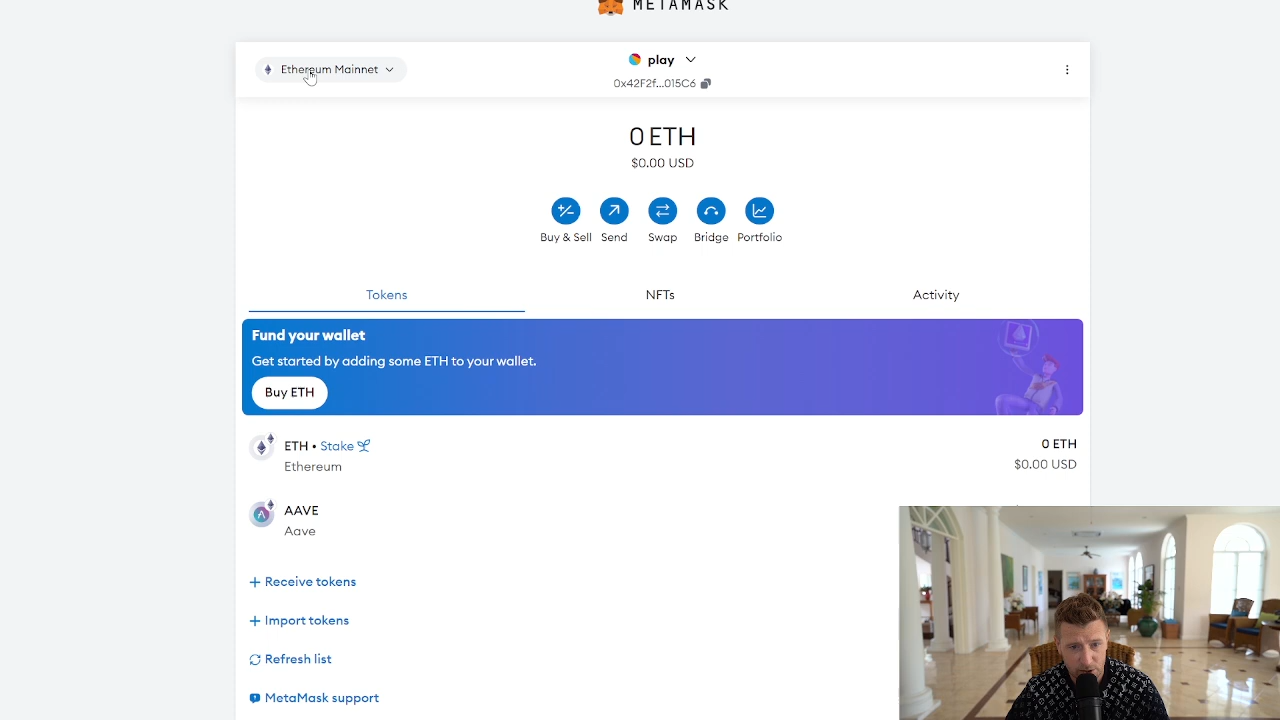 METAMASK
Ethereum Mainnet
play
0x42F2f...015C6
0 ETH
$0.00 USD
Buy & Sell
Send
Swap
Bridge
Portfolio
Tokens
NFTs
Activity
Fund your wallet
Get started by adding some ETH to your wallet.
Buy ETH
ETH • Stake
0 ETH
Ethereum
$0.00 USD
AAVE
Aave
+ Receive tokens
+ Import tokens
Refresh list
MetaMask support